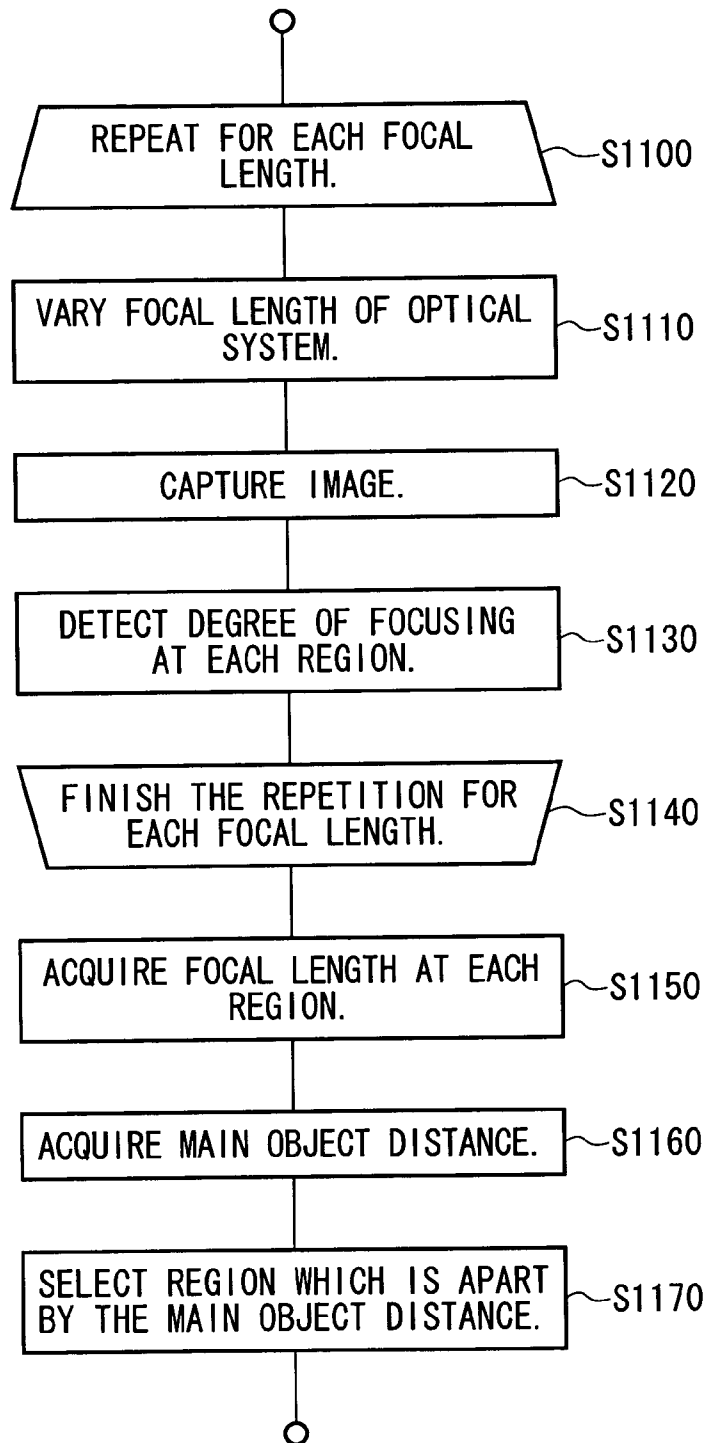 REPEAT FOR EACH FOCAL
LENGTH.
S1100
VARY FOCAL LENGTH OF OPTICAL
SYSTEM.
S1110
CAPTURE IMAGE.
S1120
DETECT DEGREE OF FOCUSING
AT EACH REGION.
S1130
FINISH THE REPETITION FOR
EACH FOCAL LENGTH.
S1140
ACQUIRE FOCAL LENGTH AT EACH
REGION.
S1150
ACQUIRE MAIN OBJECT DISTANCE.
S1160
SELECT REGION WHICH IS APART
BY THE MAIN OBJECT DISTANCE.
S1170